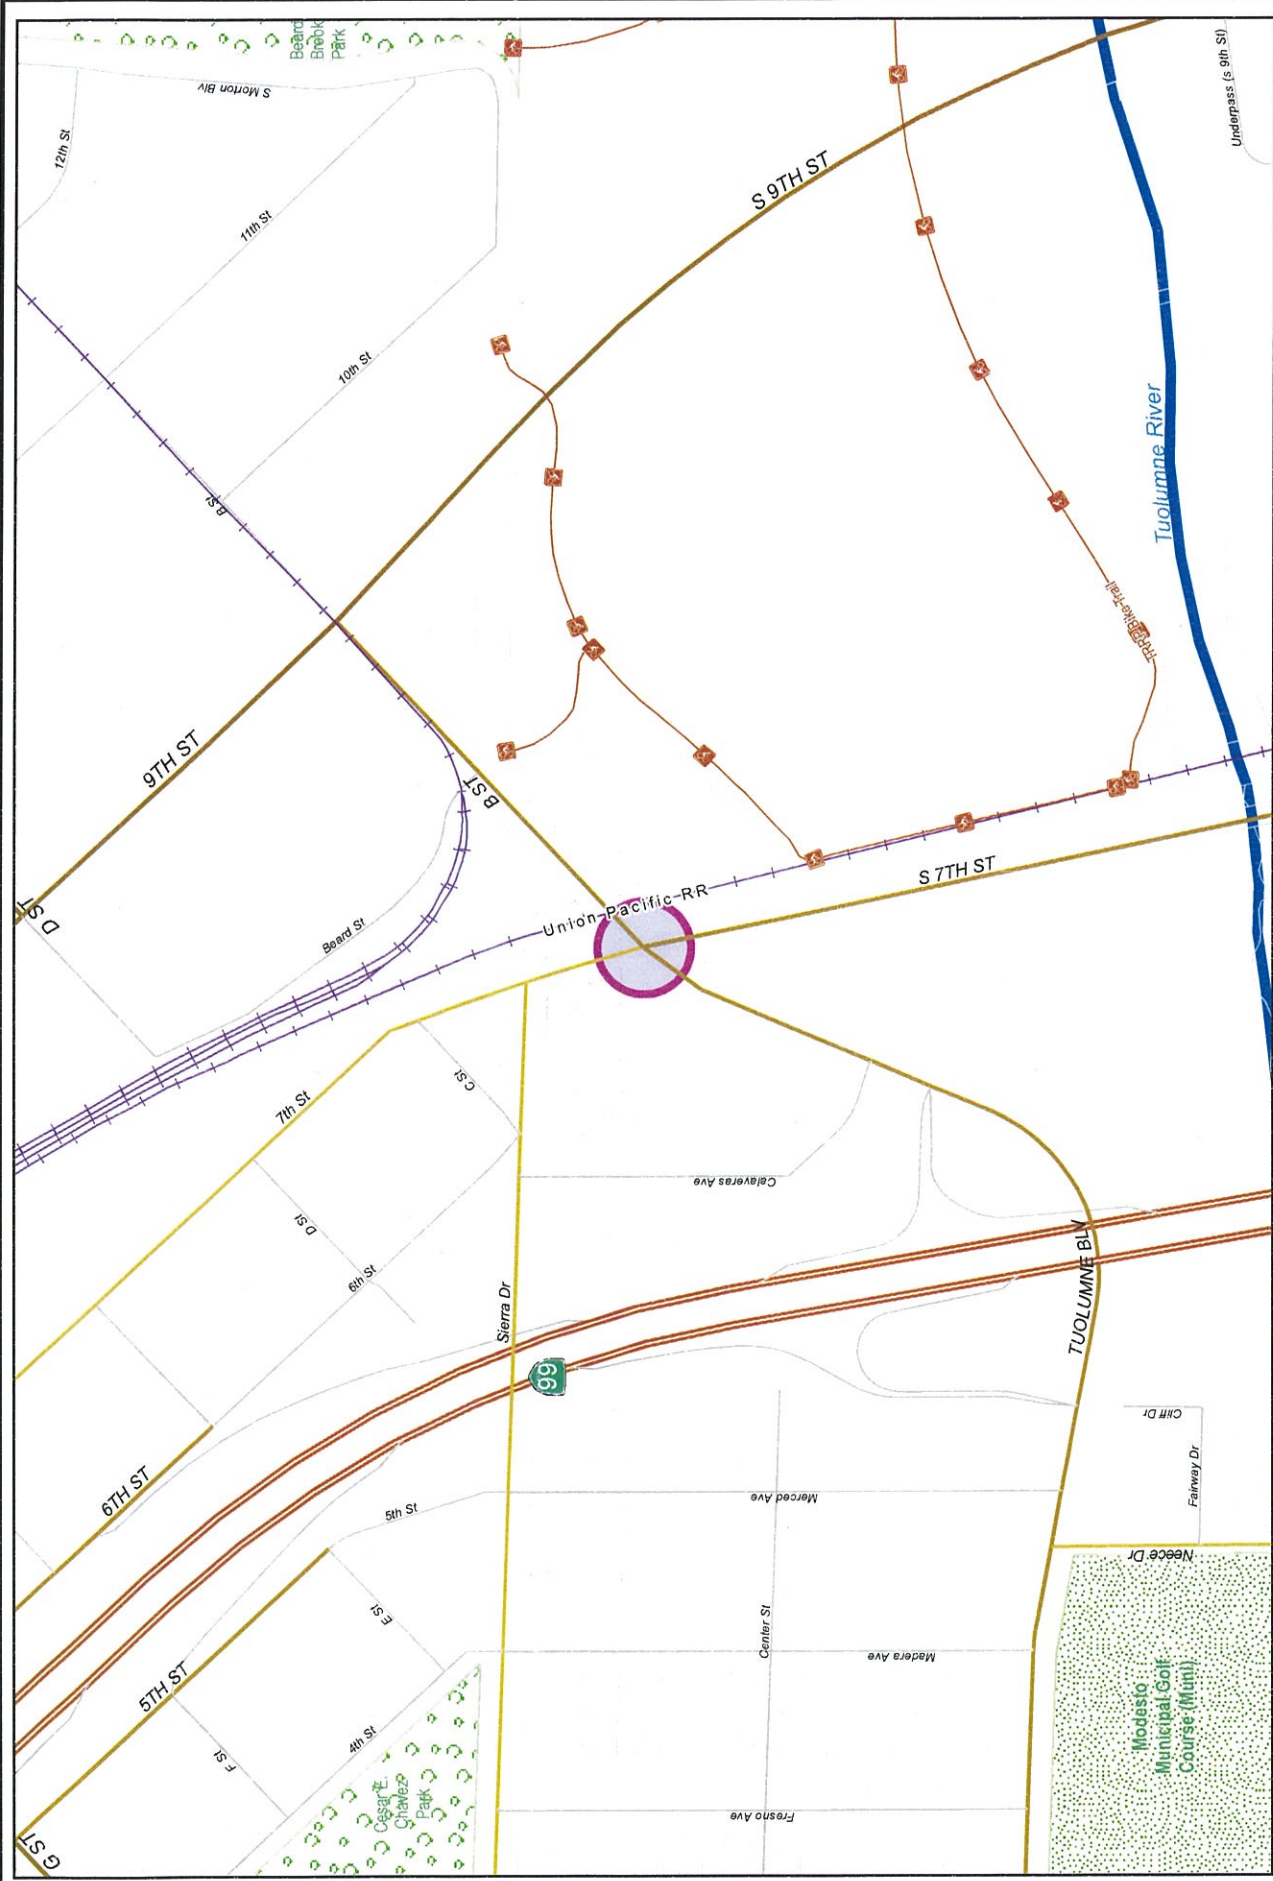 Beard
Brook
Park
S Morton Blv
12th St
11th St
10th St
Underpass (s 9th St)
S 9TH ST
B St
9TH ST
D ST
B ST
Beard St
Tuolumne River
TRRP Bike Trail
Union Pacific RR
S 7TH ST
7th St
C St
D St
6th St
Calaveras Ave
Sierra Dr
99
TUOLUMNE BLV
6TH ST
5th St
Merced Ave
Cliff Dr
Fairway Dr
Neece Dr
E St
5TH ST
Center St
Madera Ave
F St
4th St
Cesar E.
Chavez
Park
Fresno Ave
G ST
Modesto
Municipal Golf
Course (Muni)